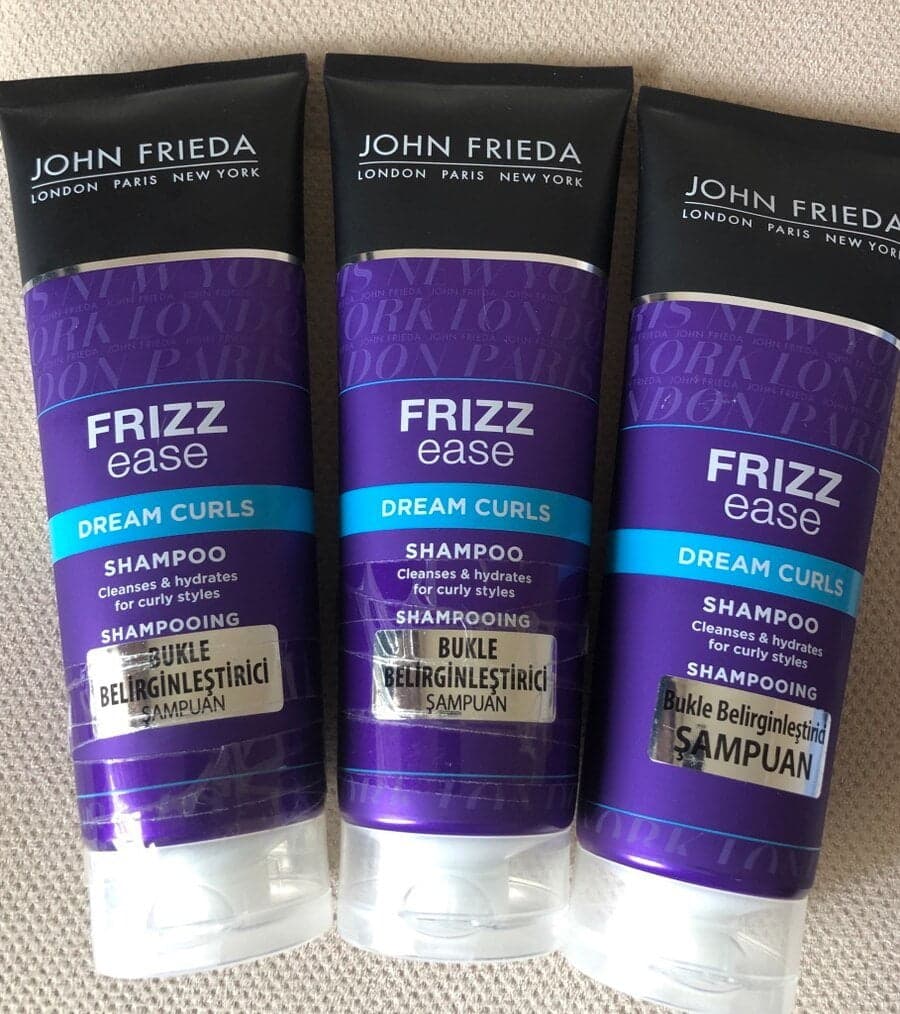 JOHN FRIEDA
LONDON PARIS NEW YORK
FRIZZ
ease
DREAM CURLS
SHAMPOO
Cleanses & hydrates
for curly styles
SHAMPOOING
BUKLE
BELİRGİNLEŞTİRİCİ
ŞAMPUAN
JOHN FRIEDA
LONDON PARIS NEW YORK
FRIZZ
ease
DREAM CURLS
SHAMPOO
Cleanses & hydrates
for curly styles
SHAMPOOING
BUKLE
BELİRGİNLEŞTİRİCİ
ŞAMPUAN
JOHN FRIEDA
LONDON PARIS NEW YORK
FRIZZ
ease
DREAM CURLS
SHAMPOO
Cleanses & hydrates
for curly styles
SHAMPOOING
Bukle Belirginleştirici
ŞAMPUAN